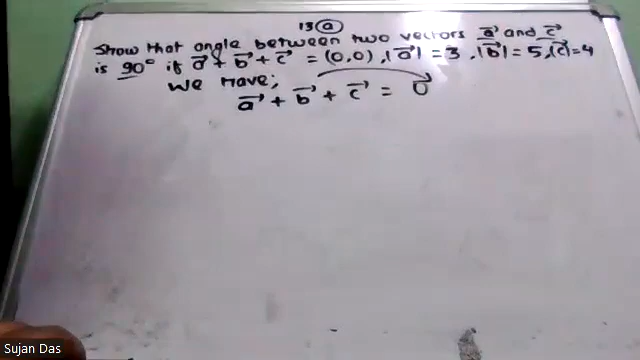 13 (a)
Show that angle between two vectors a⃗ and c⃗
is 90° if a⃗ + b⃗ + c⃗ = (0,0), |a⃗| = 3, |b⃗| = 5, |c⃗| = 4
We have;
a⃗ + b⃗ + c⃗ = 0⃗
Sujan Das